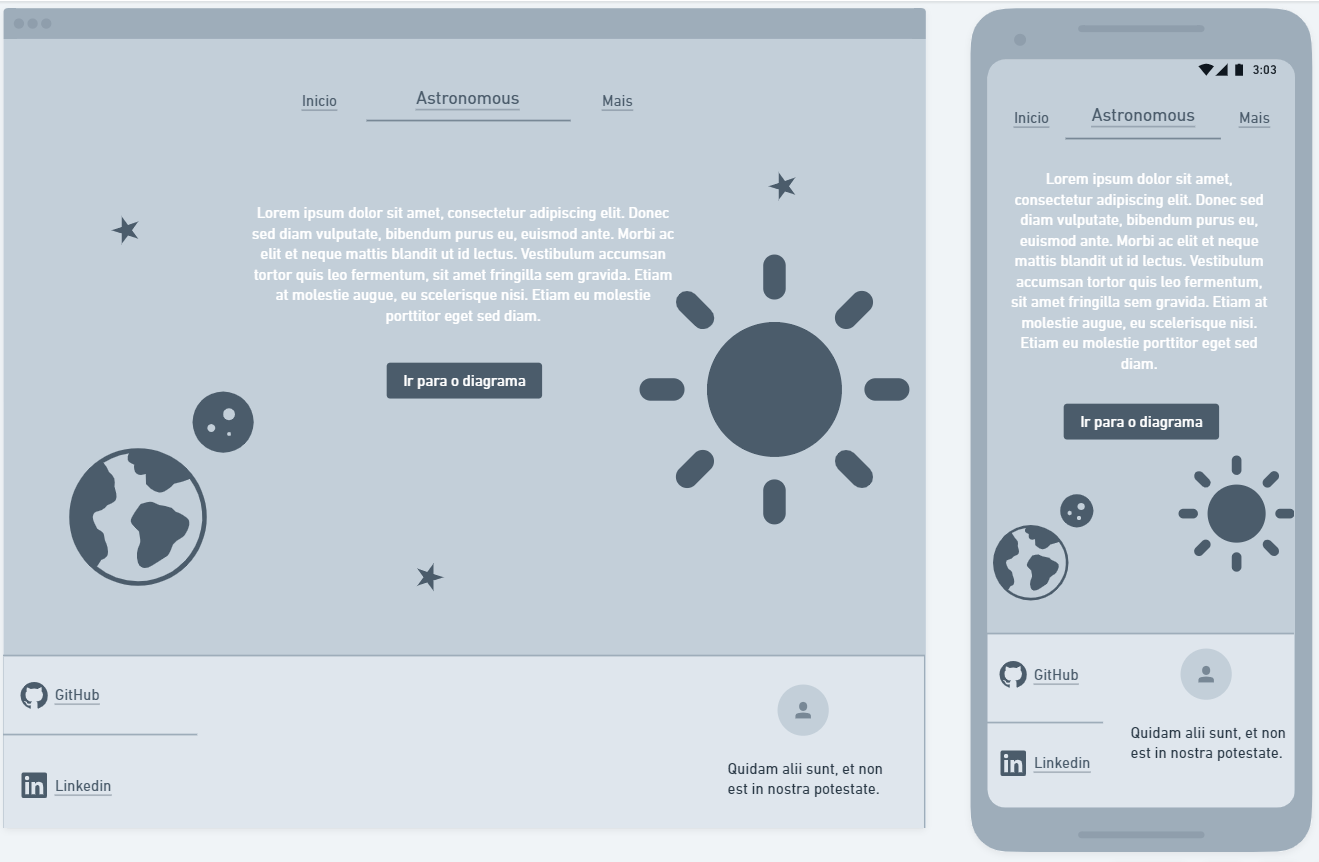 Inicio
Astronomous
Mais
Lorem ipsum dolor sit amet, consectetur adipiscing elit. Donec
sed diam vulputate, bibendum purus eu, euismod ante. Morbi ac
elit et neque mattis blandit ut id lectus. Vestibulum accumsan
tortor quis leo fermentum, sit amet fringilla sem gravida. Etiam
at molestie augue, eu scelerisque nisi. Etiam eu molestie
porttitor eget sed diam.
Ir para o diagrama
GitHub
Linkedin
Quidam alii sunt, et non
est in nostra potestate.
3:03
Inicio
Astronomous
Mais
Lorem ipsum dolor sit amet,
consectetur adipiscing elit. Donec sed
diam vulputate, bibendum purus eu,
euismod ante. Morbi ac elit et neque
mattis blandit ut id lectus. Vestibulum
accumsan tortor quis leo fermentum,
sit amet fringilla sem gravida. Etiam at
molestie augue, eu scelerisque nisi.
Etiam eu molestie porttitor eget sed
diam.
Ir para o diagrama
GitHub
Linkedin
Quidam alii sunt, et non
est in nostra potestate.